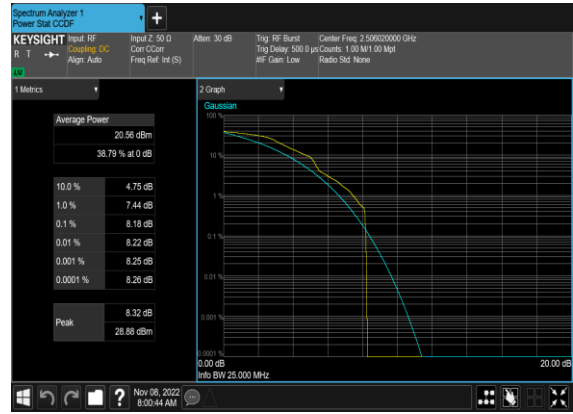 Spectrum Analyzer 1
Power Stat CCDF
KEYSIGHT
R T
LW
Input: RF
Coupling: DC
Align: Auto
Input Z: 50 Ω
Corr CCorr
Freq Ref: Int (S)
Atten: 30 dB
Trig: RF Burst
Trig Delay: 500.0 µs
#IF Gain: Low
Center Freq: 2.506020000 GHz
Counts: 1.00 M/1.00 Mpt
Radio Std: None
1 Metrics
Average Power
20.56 dBm
38.79 % at 0 dB
10.0 % 4.75 dB
1.0 % 7.44 dB
0.1 % 8.18 dB
0.01 % 8.22 dB
0.001 % 8.25 dB
0.0001 % 8.26 dB
Peak
8.32 dB
28.88 dBm
2 Graph
Gaussian
100 %
10 %
1 %
0.1 %
0.01 %
0.001 %
0.0001 %
0.00 dB
20.00 dB
Info BW 25.000 MHz
?
Nov 08, 2022
8:00:44 AM